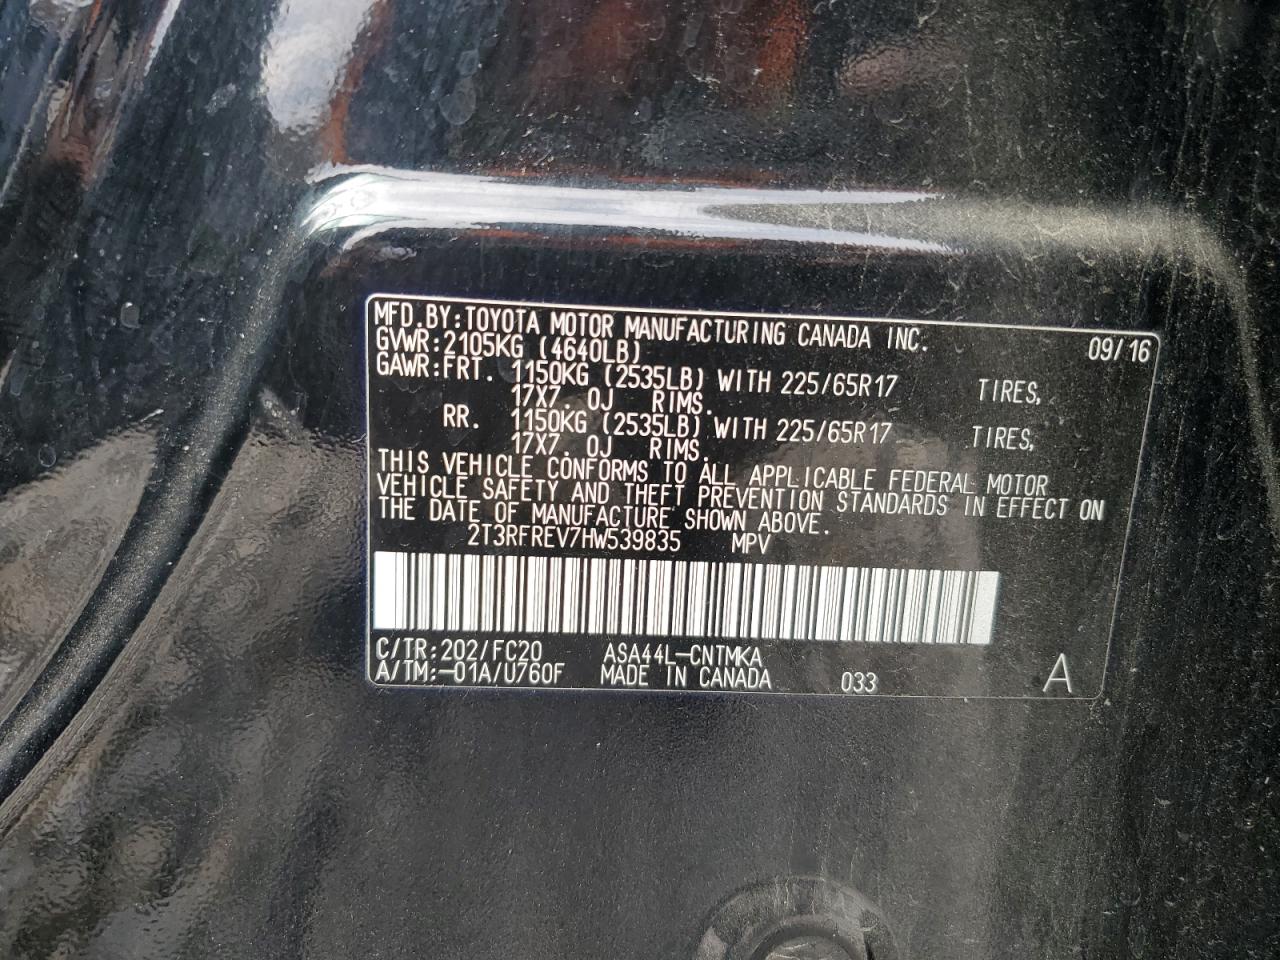 MFD.BY:TOYOTA MOTOR MANUFACTURING CANADA INC. 09/16
GVWR:2105KG (4640LB)
GAWR:FRT. 1150KG (2535LB) WITH 225/65R17 TIRES,
17X7.0J RIMS.
RR. 1150KG (2535LB) WITH 225/65R17 TIRES,
17X7.0J RIMS.
THIS VEHICLE CONFORMS TO ALL APPLICABLE FEDERAL MOTOR
VEHICLE SAFETY AND THEFT PREVENTION STANDARDS IN EFFECT ON
THE DATE OF MANUFACTURE SHOWN ABOVE.
2T3RFREV7HW539835 MPV
C/TR:202/FC20 ASA44L-CNTMKA
A/TM:-01A/U760F MADE IN CANADA 033 A